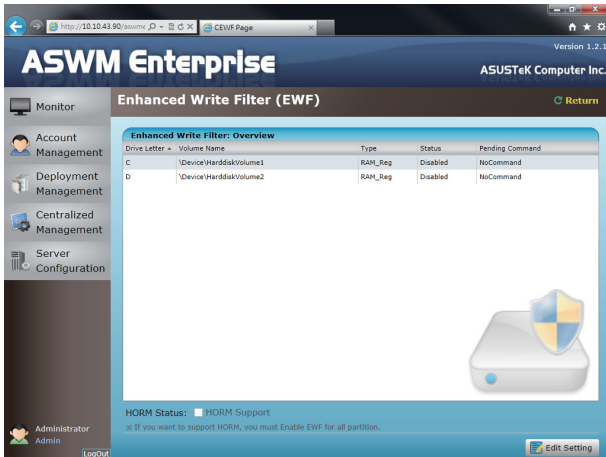 http://10.10.43.90/aswm
CEWF Page
ASWM Enterprise
Version 1.2.1
ASUSTeK Computer Inc.
Monitor
Account
Management
Deployment
Management
Centralized
Management
Server
Configuration
Enhanced Write Filter (EWF)
Return
Enhanced Write Filter: Overview
Drive Letter Volume Name Type Status Pending Command
C \Device\HarddiskVolume1 RAM_Reg Disabled NoCommand
D \Device\HarddiskVolume2 RAM_Reg Disabled NoCommand
HORM Status: HORM Support
※ If you want to support HORM, you must Enable EWF for all partition.
Administrator
Admin
LogOut
Edit Setting